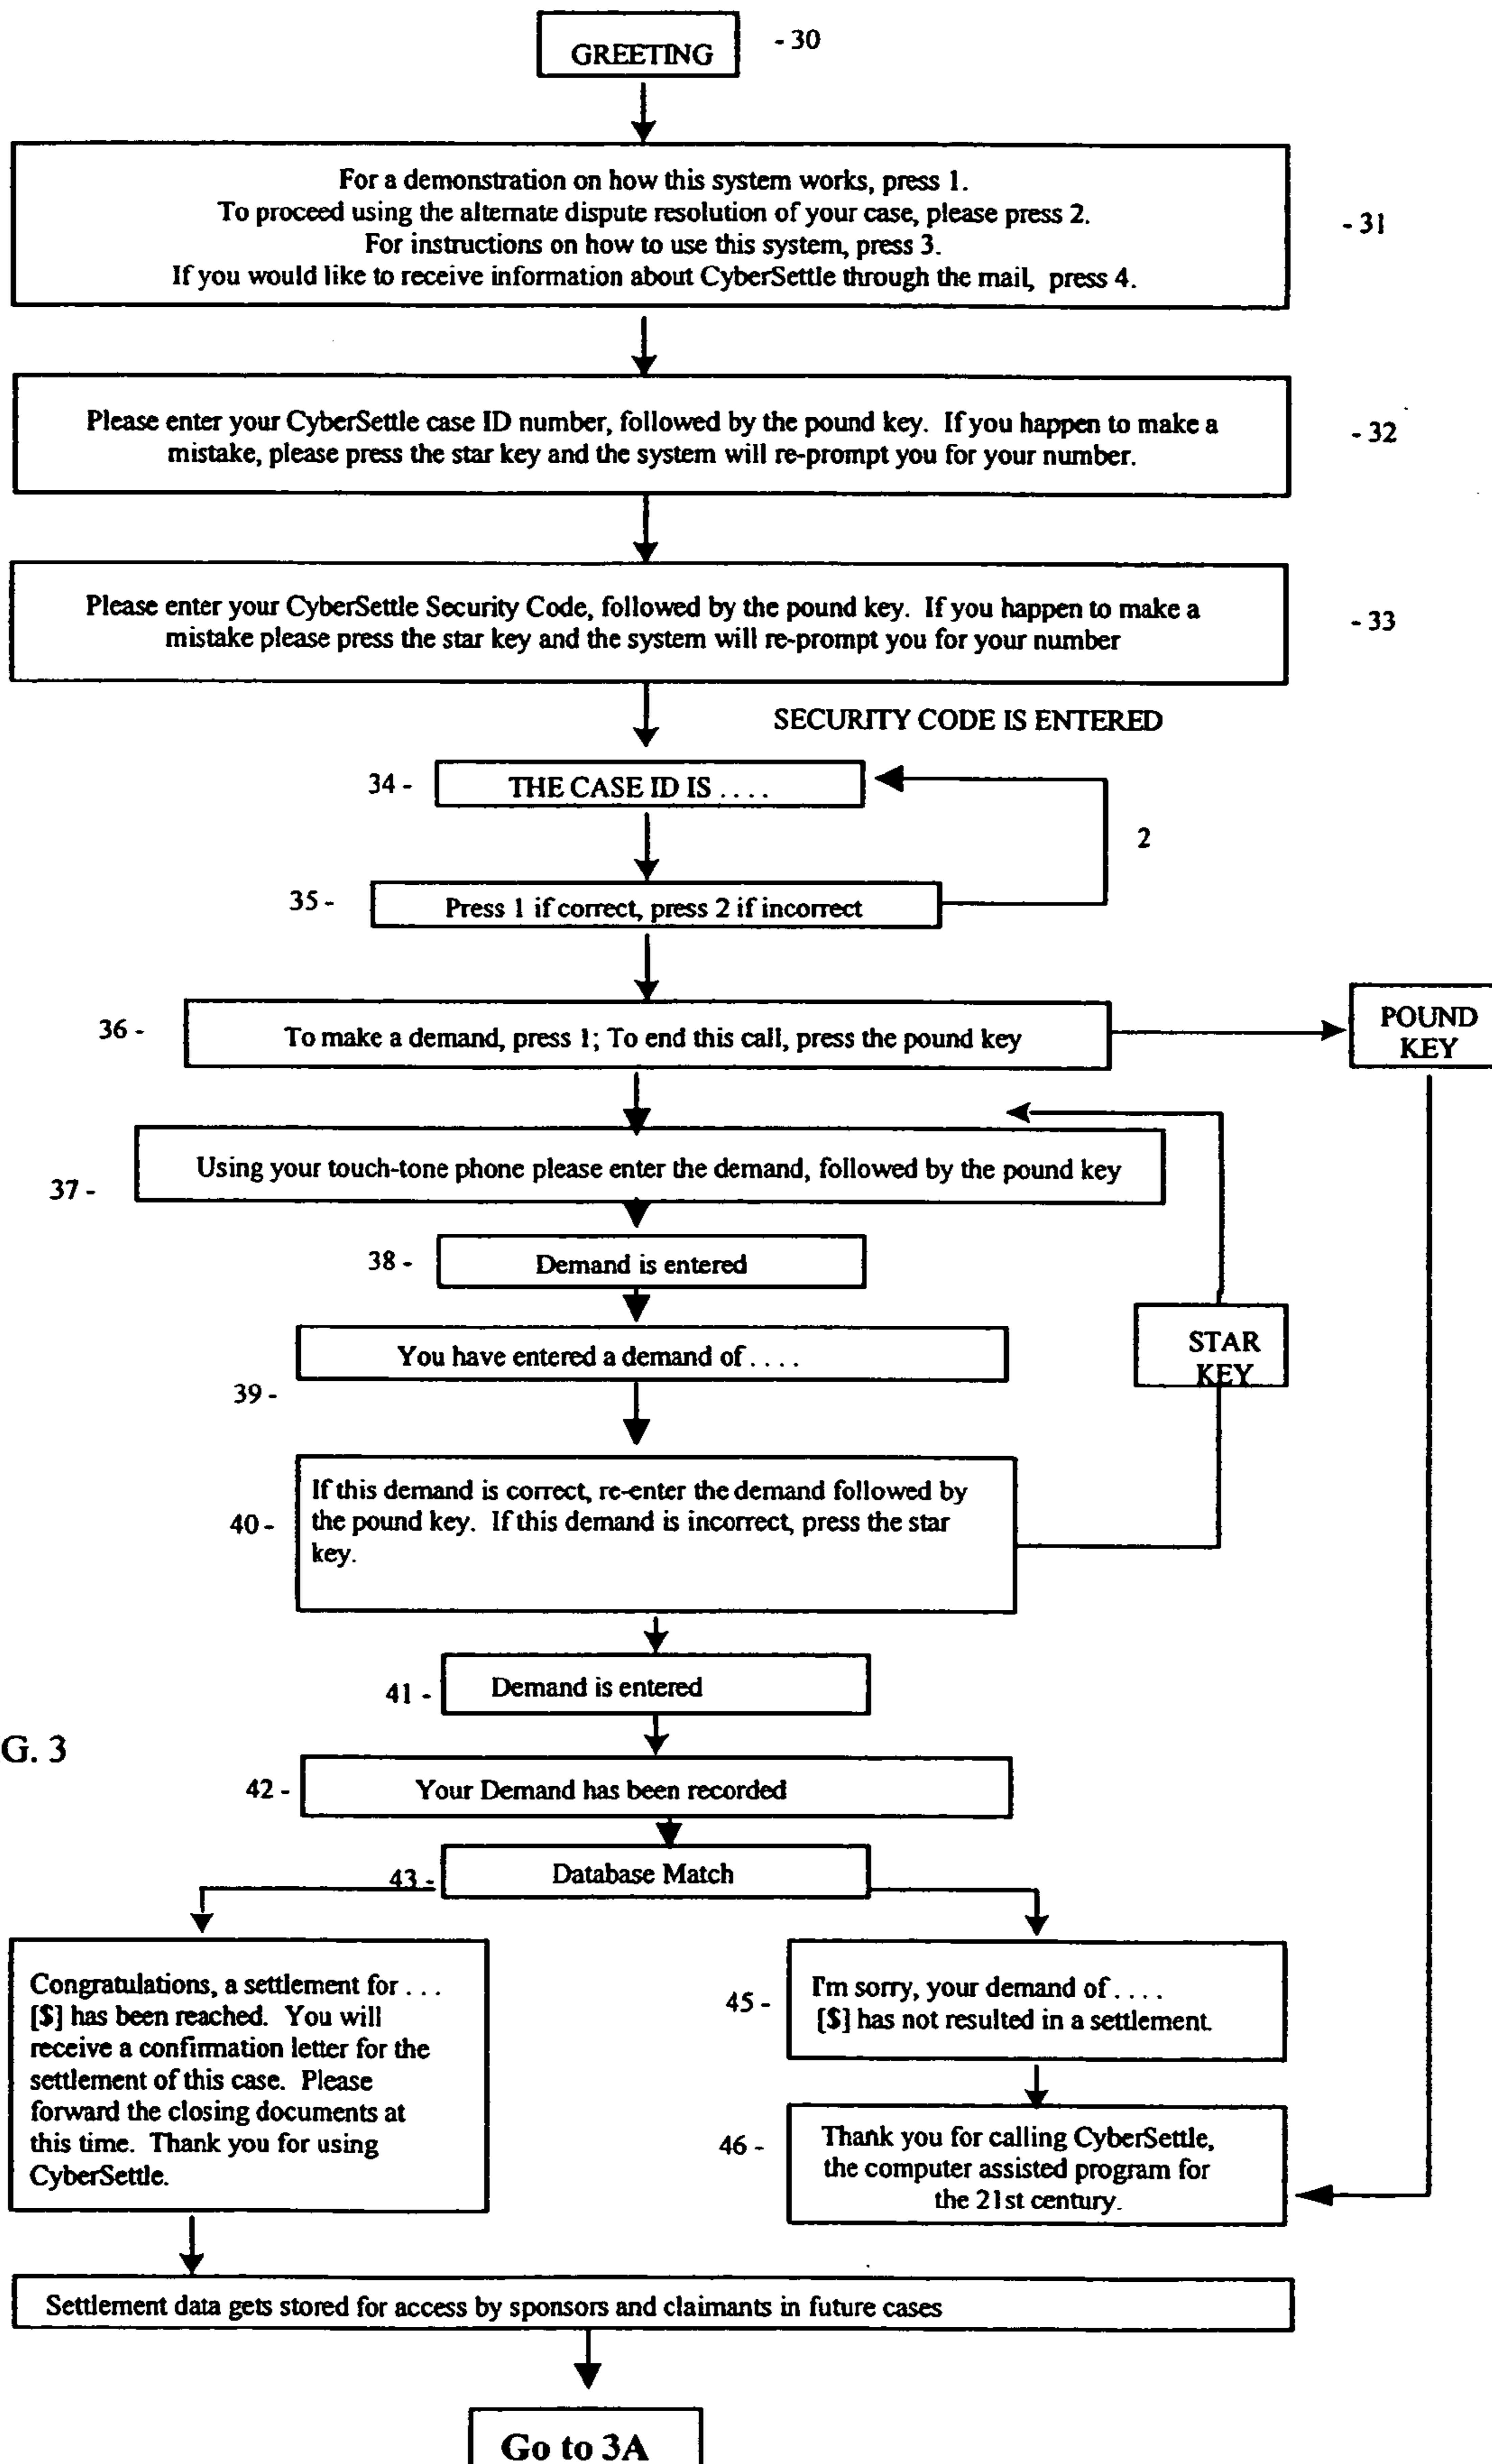 GREETING
- 30
For a demonstration on how this system works, press 1.
To proceed using the alternate dispute resolution of your case, please press 2.
For instructions on how to use this system, press 3.
If you would like to receive information about CyberSettle through the mail, press 4.
- 31
Please enter your CyberSettle case ID number, followed by the pound key. If you happen to make a
mistake, please press the star key and the system will re-prompt you for your number.
- 32
Please enter your CyberSettle Security Code, followed by the pound key. If you happen to make a
mistake please press the star key and the system will re-prompt you for your number
- 33
SECURITY CODE IS ENTERED
34 -
THE CASE ID IS . . . .
2
35 -
Press 1 if correct, press 2 if incorrect
36 -
To make a demand, press 1; To end this call, press the pound key
POUND
KEY
Using your touch-tone phone please enter the demand, followed by the pound key
37 -
38 -
Demand is entered
You have entered a demand of . . . .
39 -
STAR
KEY
If this demand is correct, re-enter the demand followed by
the pound key. If this demand is incorrect, press the star
key.
40 -
41 -
Demand is entered
G. 3
42 -
Your Demand has been recorded
43 -
Database Match
Congratulations, a settlement for . . .
[$] has been reached. You will
receive a confirmation letter for the
settlement of this case. Please
forward the closing documents at
this time. Thank you for using
CyberSettle.
45 -
I'm sorry, your demand of . . . .
[$] has not resulted in a settlement.
46 -
Thank you for calling CyberSettle,
the computer assisted program for
the 21st century.
Settlement data gets stored for access by sponsors and claimants in future cases
Go to 3A